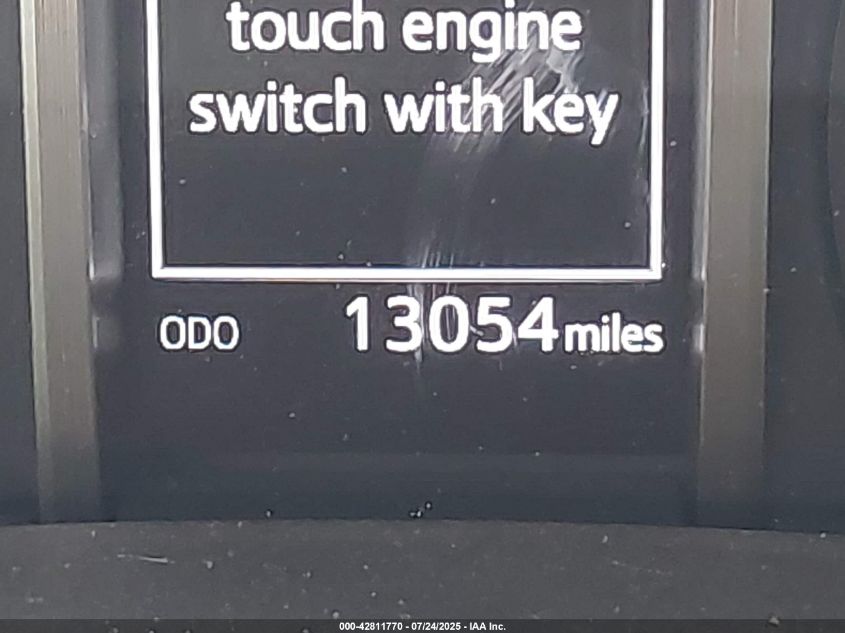 touch engine
switch with key
ODO 13054 miles
000-42811770 - 07/24/2025 - IAA Inc.